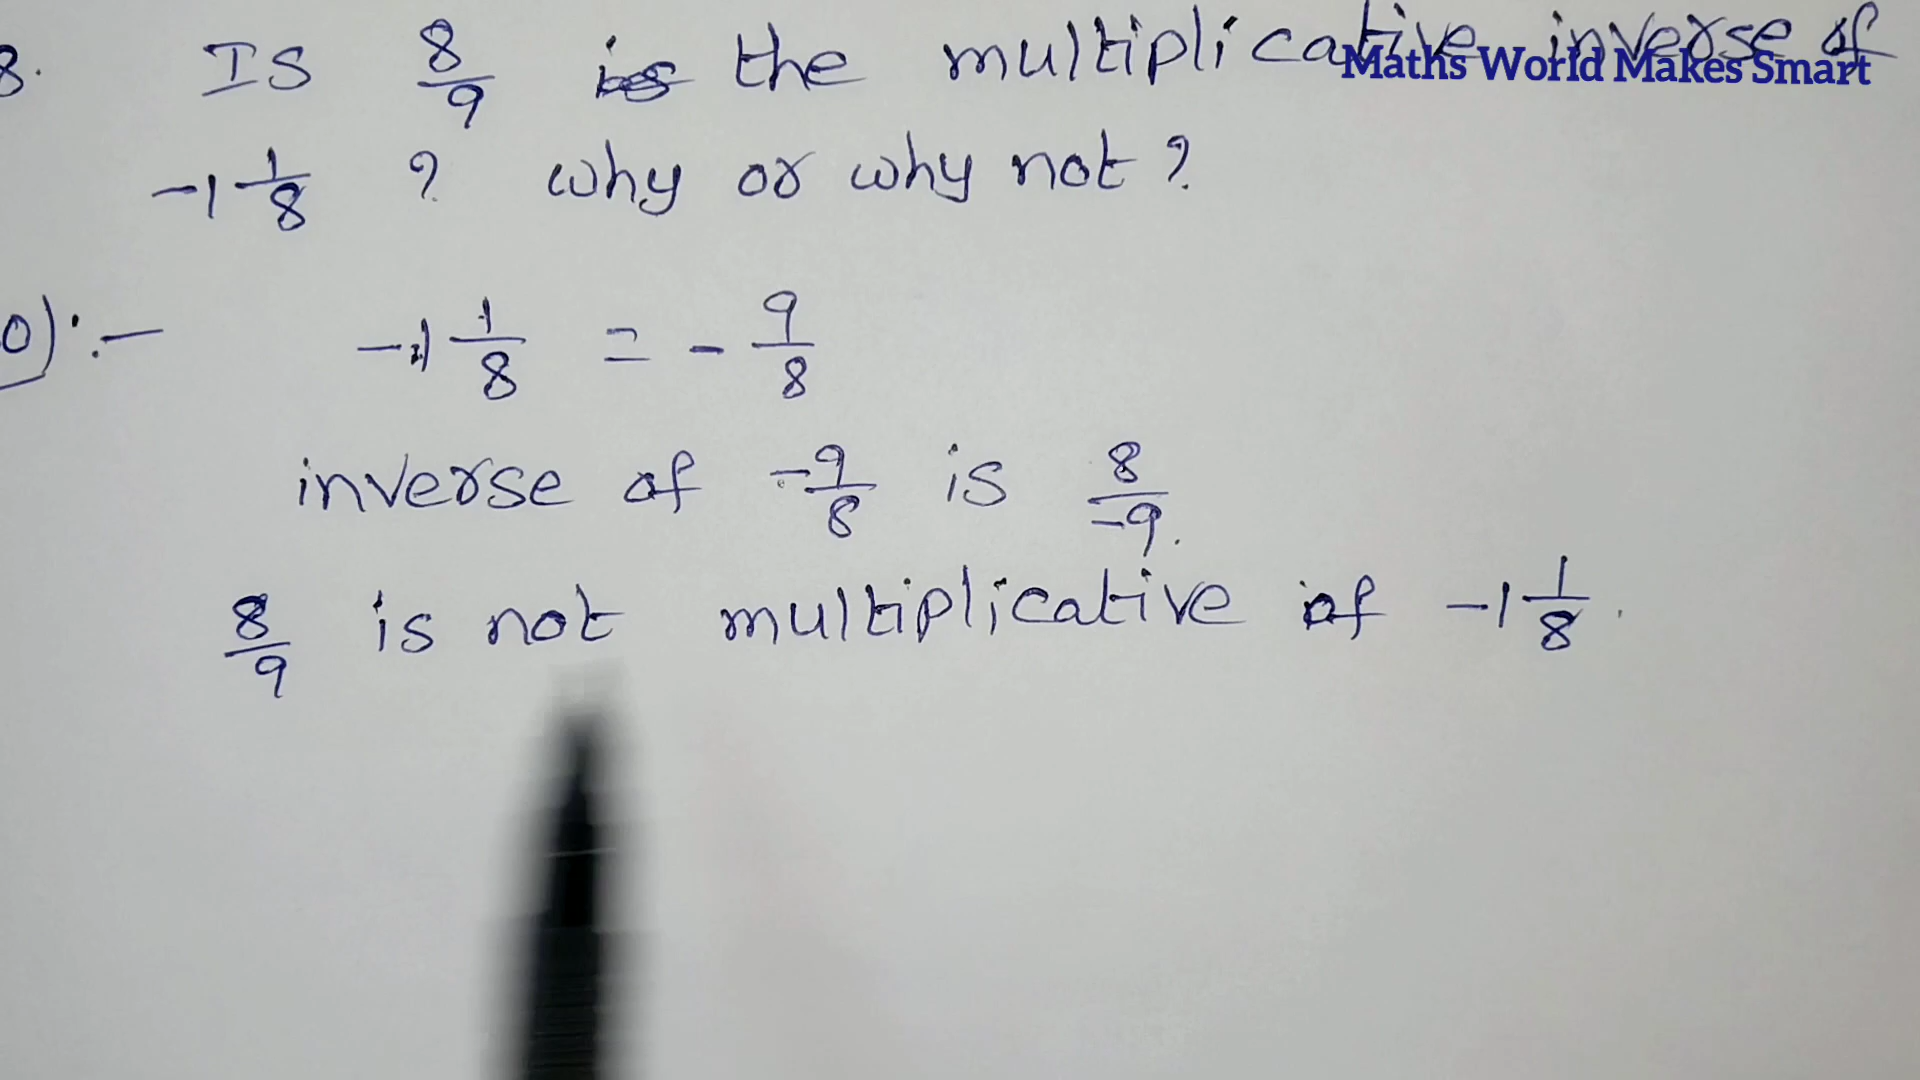 8. Is 8/9 the multiplicative inverse of
Maths World Makes Smart
-1 1/8 ? why or why not ?
0):- -1 1/8 = - 9/8
inverse of -9/8 is 8/-9.
8/9 is not multiplicative of -1 1/8.